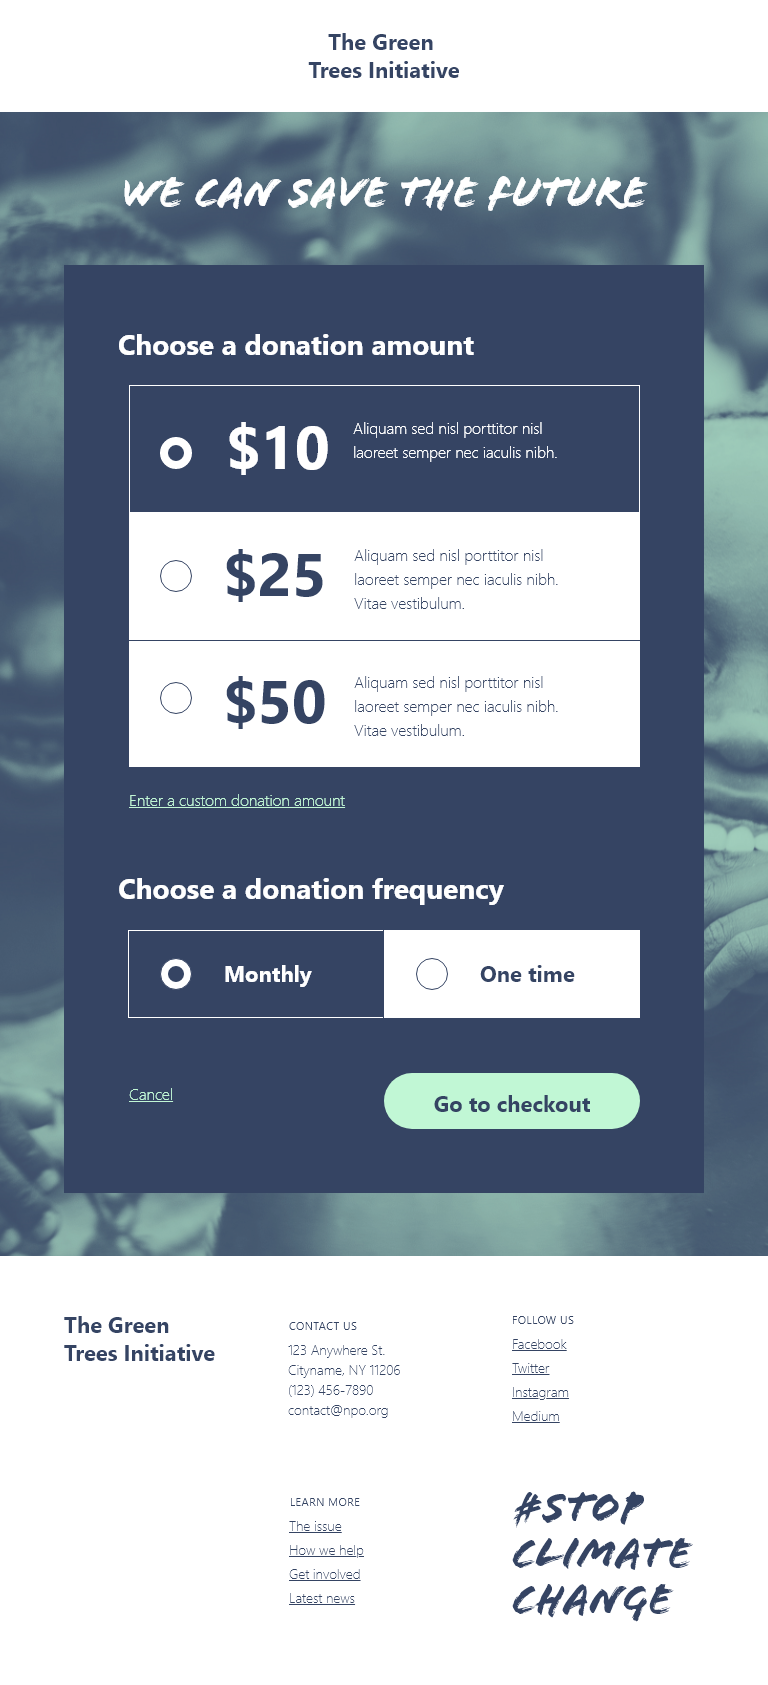 The Green
Trees Initiative
WE CAN SAVE THE FUTURE
Choose a donation amount
$10
Aliquam sed nisl porttitor nisl
laoreet semper nec iaculis nibh.
$25
Aliquam sed nisl porttitor nisl
laoreet semper nec iaculis nibh.
Vitae vestibulum.
$50
Aliquam sed nisl porttitor nisl
laoreet semper nec iaculis nibh.
Vitae vestibulum.
Enter a custom donation amount
Choose a donation frequency
Monthly
One time
Cancel
Go to checkout
The Green
Trees Initiative
CONTACT US
123 Anywhere St.
Cityname, NY 11206
(123) 456-7890
contact@npo.org
FOLLOW US
Facebook
Twitter
Instagram
Medium
LEARN MORE
The issue
How we help
Get involved
Latest news
#STOP
CLIMATE
CHANGE